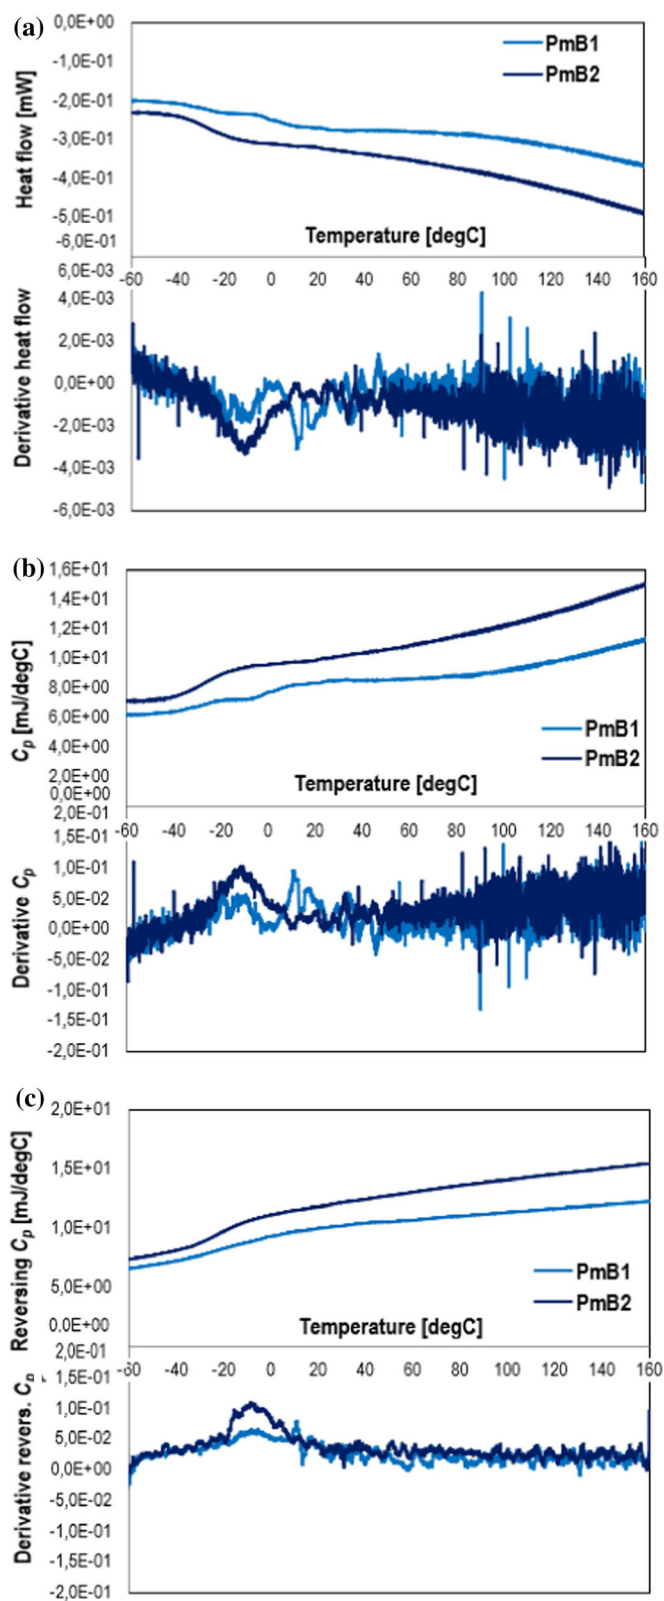 (a)
0,0E+00
-1,0E-01
-2,0E-01
-3,0E-01
-4,0E-01
-5,0E-01
-6,0E-01
Heat flow [mW]
PmB1
PmB2
Temperature [degC]
-60 -40 -20 0 20 40 60 80 100 120 140 160
6,0E-03
4,0E-03
2,0E-03
0,0E+00
-2,0E-03
-4,0E-03
-6,0E-03
Derivative heat flow
(b)
1,6E+01
1,4E+01
1,2E+01
1,0E+01
8,0E+00
6,0E+00
4,0E+00
2,0E+00
0,0E+00
Cp [mJ/degC]
PmB1
PmB2
Temperature [degC]
-60 -40 -20 0 20 40 60 80 100 120 140 160
2,0E-01
1,5E-01
1,0E-01
5,0E-02
0,0E+00
-5,0E-02
-1,0E-01
-1,5E-01
-2,0E-01
Derivative Cp
(c)
2,0E+01
1,5E+01
1,0E+01
5,0E+00
0,0E+00
Reversing Cp [mJ/degC]
PmB1
PmB2
Temperature [degC]
-60 -40 -20 0 20 40 60 80 100 120 140 160
2,0E-01
1,5E-01
1,0E-01
5,0E-02
0,0E+00
-5,0E-02
-1,0E-01
-1,5E-01
-2,0E-01
Derivative revers. Cp